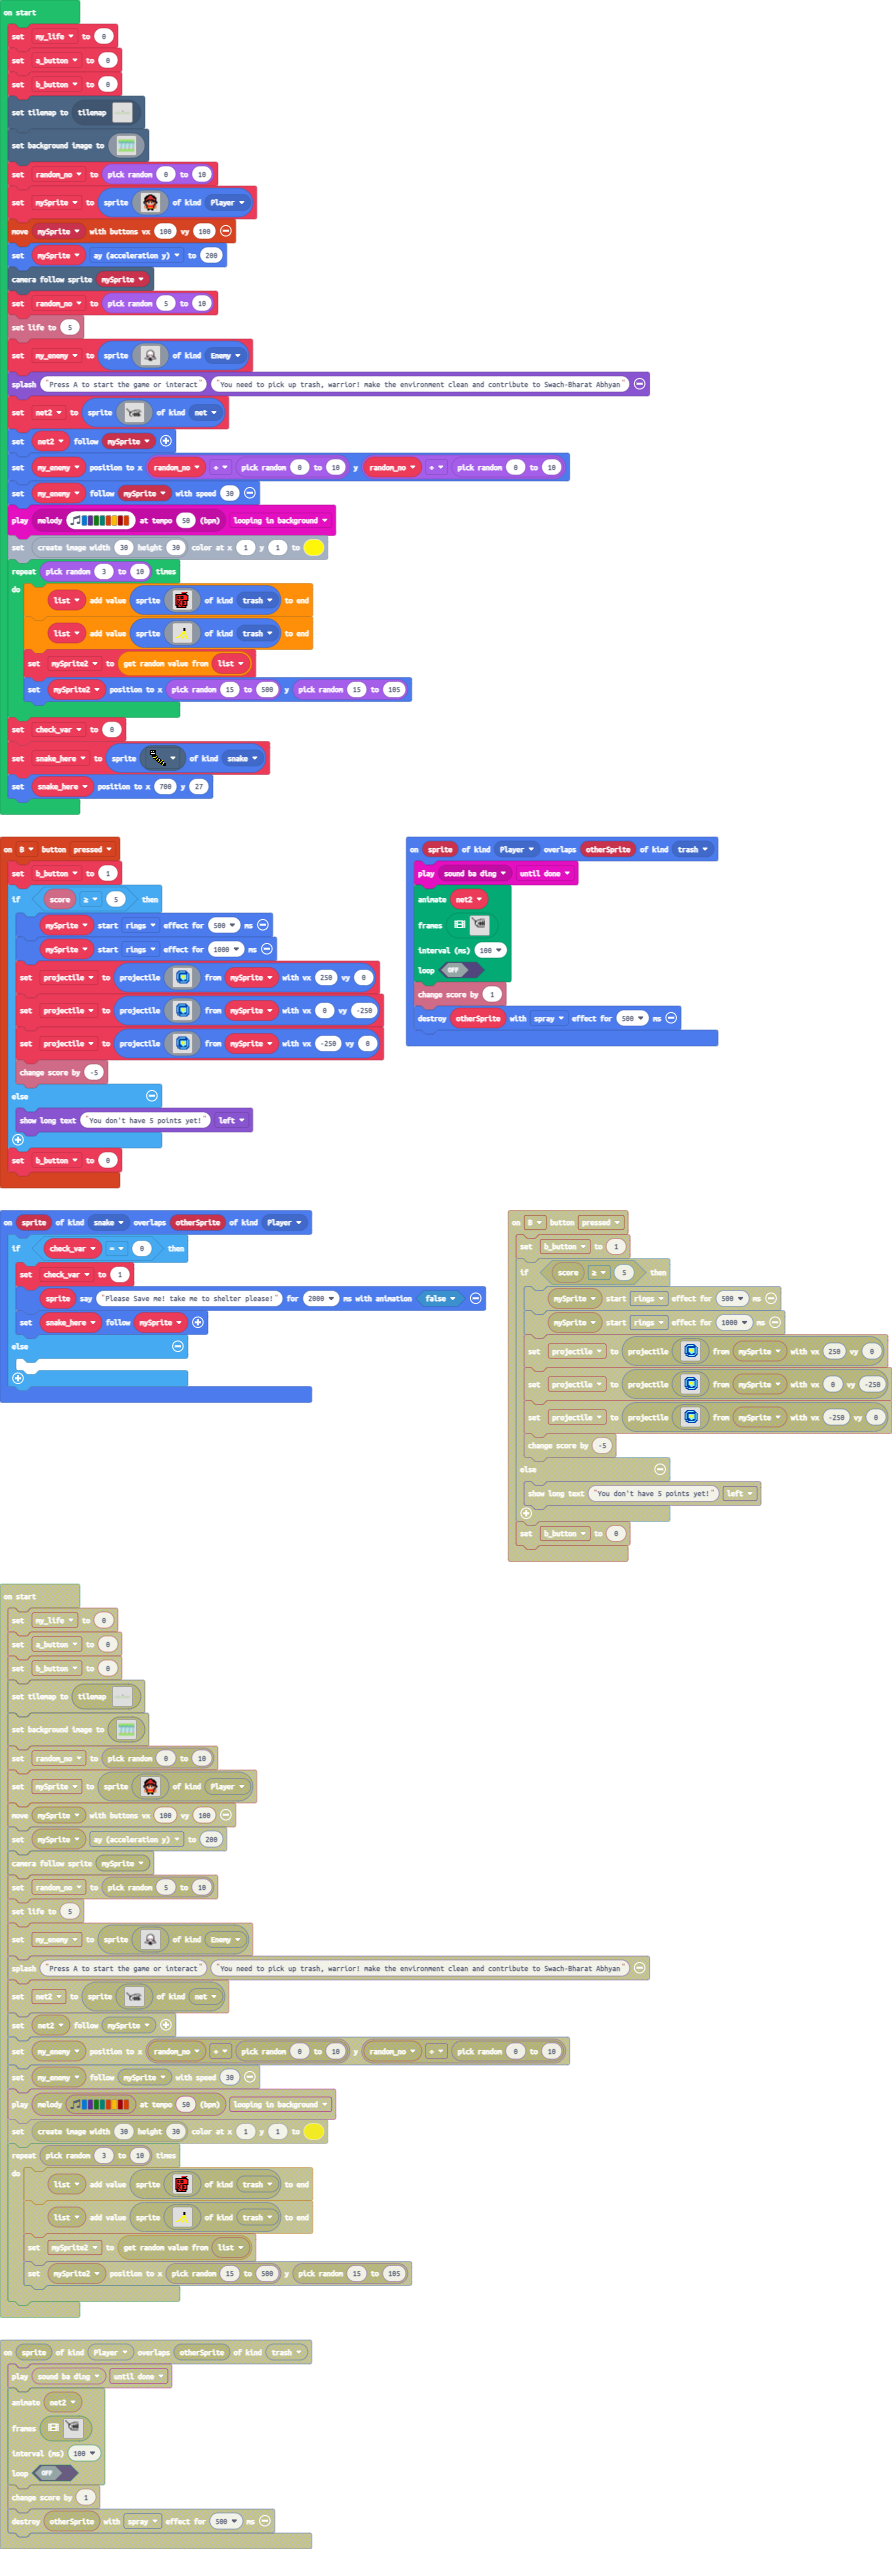 on start
set my_life to 0
set a_button to 0
set b_button to 0
set tilemap to tilemap
set background image to
set random_no to pick random 0 to 10
set mySprite to sprite of kind Player
move mySprite with buttons vx 100 vy 100
set mySprite ay (acceleration y) to 200
camera follow sprite mySprite
set random_no to pick random 5 to 10
set life to 5
set my_enemy to sprite of kind Enemy
splash "Press A to start the game or interact" "You need to pick up trash, warrior! make the environment clean and contribute to Swach-Bharat Abhyan"
set net2 to sprite of kind net
set net2 follow mySprite
set my_enemy position to x random_no + pick random 0 to 10 y random_no + pick random 0 to 10
set my_enemy follow mySprite with speed 30
play melody at tempo 50 (bpm) looping in background
set create image width 30 height 30 color at x 1 y 1 to
repeat pick random 3 to 10 times
do
list add value sprite of kind trash to end
list add value sprite of kind trash to end
set mySprite2 to get random value from list
set mySprite2 position to x pick random 15 to 500 y pick random 15 to 105
set check_var to 0
set snake_here to sprite of kind snake
set snake_here position to x 700 y 27
on B button pressed
set b_button to 1
if score ≥ 5 then
mySprite start rings effect for 500 ms
mySprite start rings effect for 1000 ms
set projectile to projectile from mySprite with vx 250 vy 0
set projectile to projectile from mySprite with vx 0 vy -250
set projectile to projectile from mySprite with vx -250 vy 0
change score by -5
else
show long text "You don't have 5 points yet!" left
set b_button to 0
on sprite of kind Player overlaps otherSprite of kind trash
play sound ba ding until done
animate net2
frames
interval (ms) 100
loop OFF
change score by 1
destroy otherSprite with spray effect for 500 ms
on sprite of kind snake overlaps otherSprite of kind Player
if check_var = 0 then
set check_var to 1
sprite say "Please Save me! take me to shelter please!" for 2000 ms with animation false
set snake_here follow mySprite
else
on B button pressed
set b_button to 1
if score ≥ 5 then
mySprite start rings effect for 500 ms
mySprite start rings effect for 1000 ms
set projectile to projectile from mySprite with vx 250 vy 0
set projectile to projectile from mySprite with vx 0 vy -250
set projectile to projectile from mySprite with vx -250 vy 0
change score by -5
else
show long text "You don't have 5 points yet!" left
set b_button to 0
on start
set my_life to 0
set a_button to 0
set b_button to 0
set tilemap to tilemap
set background image to
set random_no to pick random 0 to 10
set mySprite to sprite of kind Player
move mySprite with buttons vx 100 vy 100
set mySprite ay (acceleration y) to 200
camera follow sprite mySprite
set random_no to pick random 5 to 10
set life to 5
set my_enemy to sprite of kind Enemy
splash "Press A to start the game or interact" "You need to pick up trash, warrior! make the environment clean and contribute to Swach-Bharat Abhyan"
set net2 to sprite of kind net
set net2 follow mySprite
set my_enemy position to x random_no + pick random 0 to 10 y random_no + pick random 0 to 10
set my_enemy follow mySprite with speed 30
play melody at tempo 50 (bpm) looping in background
set create image width 30 height 30 color at x 1 y 1 to
repeat pick random 3 to 10 times
do
list add value sprite of kind trash to end
list add value sprite of kind trash to end
set mySprite2 to get random value from list
set mySprite2 position to x pick random 15 to 500 y pick random 15 to 105
on sprite of kind Player overlaps otherSprite of kind trash
play sound ba ding until done
animate net2
frames
interval (ms) 100
loop OFF
change score by 1
destroy otherSprite with spray effect for 500 ms